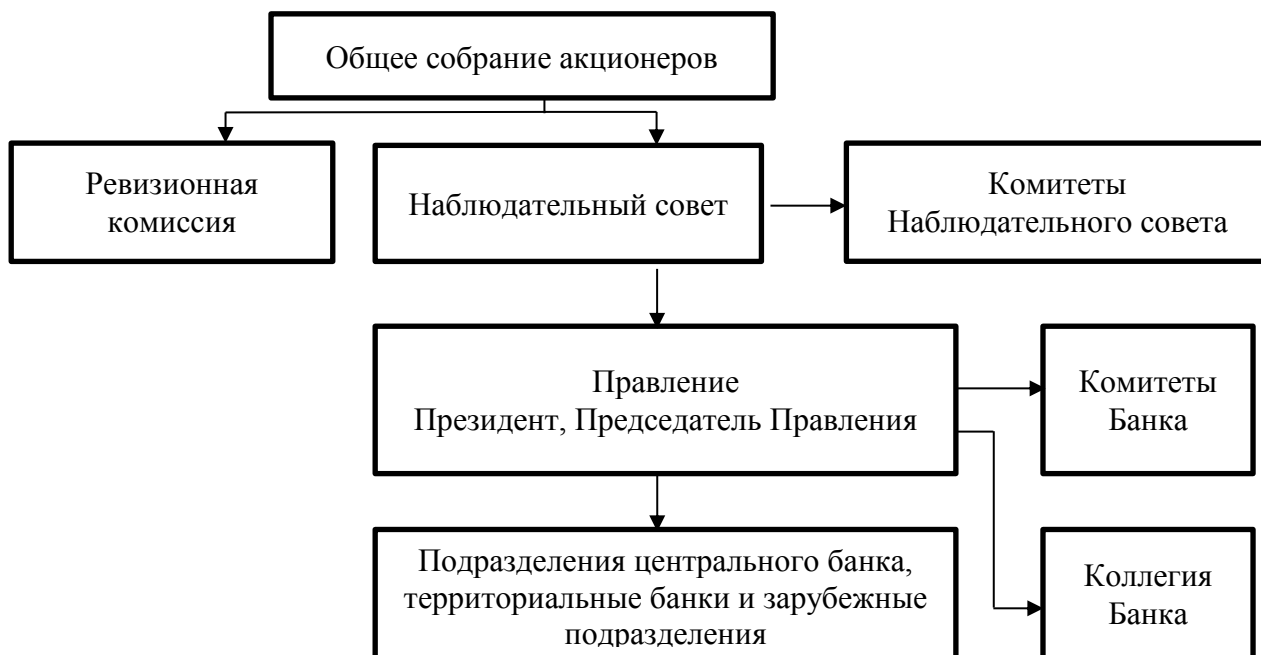 Общее собрание акционеров
Ревизионная
комиссия
Наблюдательный совет
Комитеты
Наблюдательного совета
Правление
Президент, Председатель Правления
Комитеты
Банка
Подразделения центрального банка,
территориальные банки и зарубежные
подразделения
Коллегия
Банка